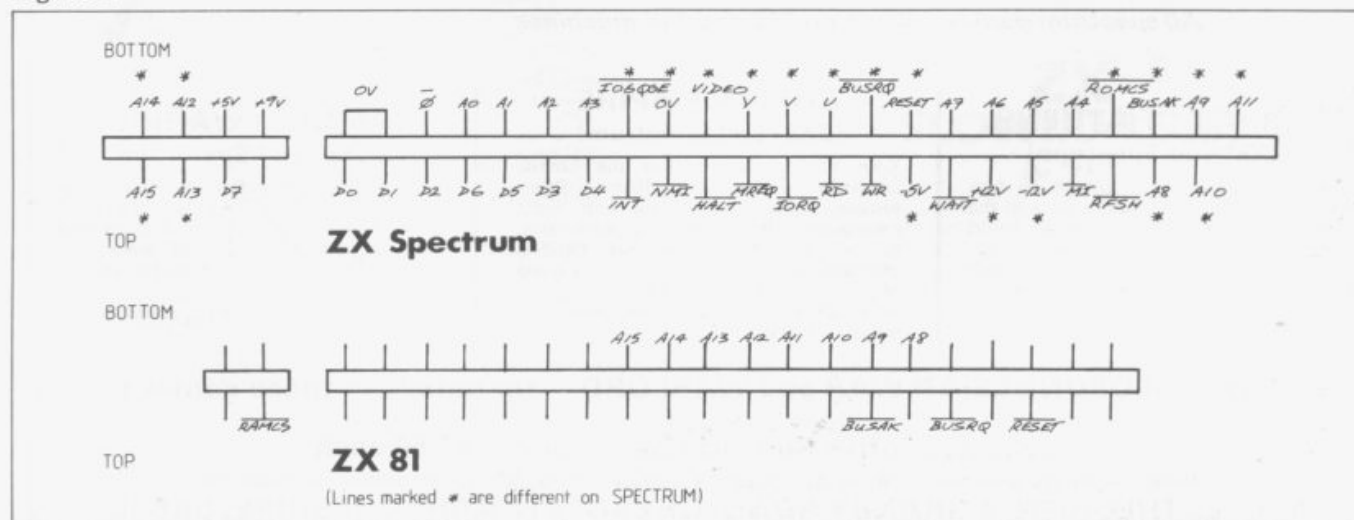 BOTTOM
* * * * * * * * * * * * * * *
0V IOGQGE VIDEO BUSRQ ROMCS
A14 A12 +5V +9V Ø A0 A1 A2 A3 0V Y V U RESET A7 A6 A5 A4 BUSAK A9 A11
A15 A13 D7 D0 D1 D2 D6 D5 D3 D4 INT NMI HALT MREQ IORQ RD WR -5V WAIT +12V -12V M1 RFSH A8 A10
* * * * * * *
TOP
ZX Spectrum
BOTTOM
A15 A14 A13 A12 A11 A10 A9 A8
RAMCS BUSAK BUSRQ RESET
TOP
ZX 81
(Lines marked * are different on SPECTRUM)